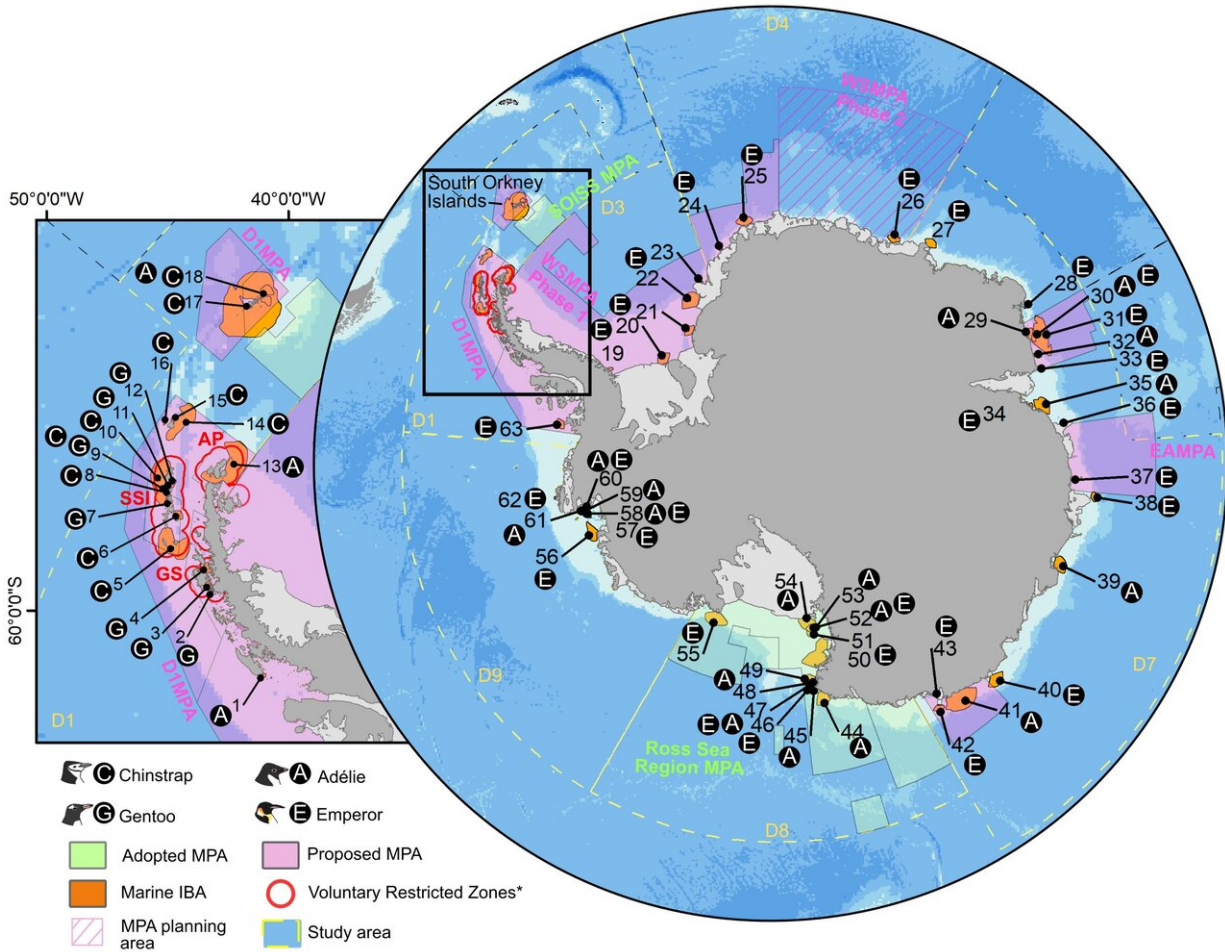 50°00'0"W
40°00'0"W
60°0'0"S
D1MPA
A
C
18
C
17
C
16
G
12
15
C
G
11
14
C
C
10
AP
C
G
9
13
A
C
8
SSI
G
7
C
6
C
5
GS
G
4
G
3
G
2
D1MPA
1
A
D1
South Orkney
Islands
SOISS MPA
D3
WSMPA
Phase 1
D1MPA
D1
D4
WSMPA
Phase 2
E
25
E
24
23
E
22
E
21
E
20
19
E
26
E
27
E
28
E
30
A
E
A
29
31
E
32
A
33
E
35
A
E
34
36
E
EAMPA
37
E
38
E
39
A
D7
40
E
41
A
42
E
E
43
E
63
A
E
60
59
A
62
E
58
A
E
61
57
E
A
56
E
54
A
A
53
52
A
E
51
50
E
E
55
49
A
48
47
E
A
46
E
45
A
44
A
D9
Ross Sea
Region MPA
D8
C Chinstrap
A Adélie
G Gentoo
E Emperor
Adopted MPA
Proposed MPA
Marine IBA
Voluntary Restricted Zones*
MPA planning
area
Study area